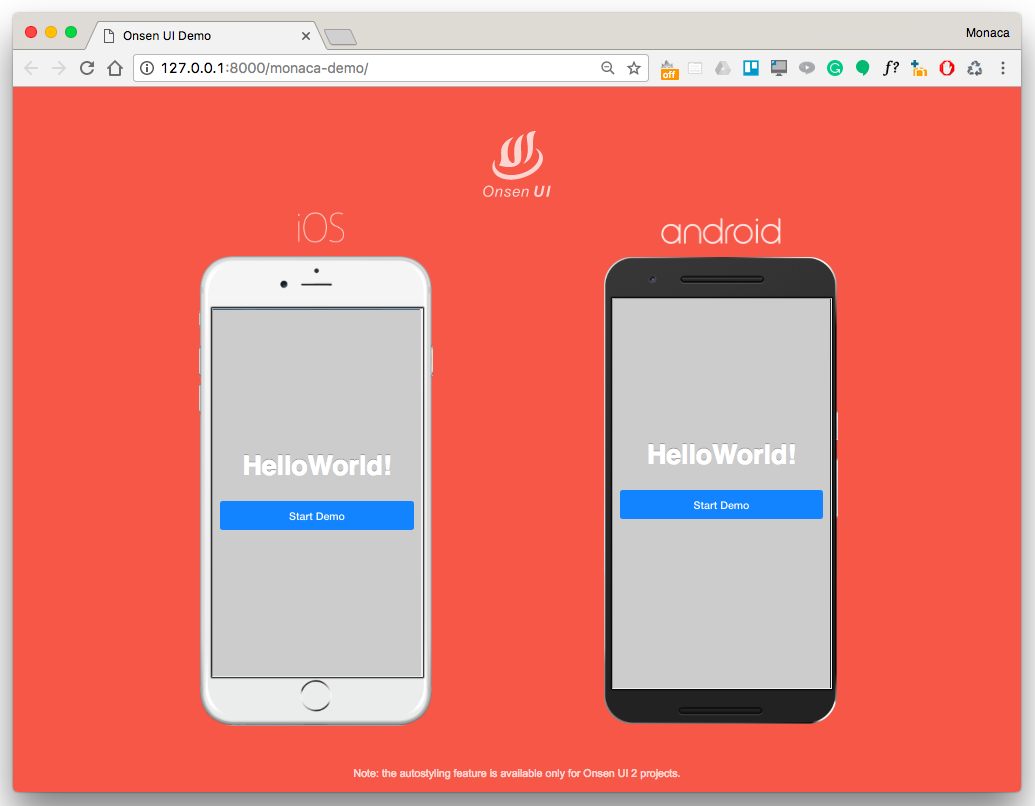 Onsen UI Demo
Monaca
127.0.0.1:8000/monaca-demo/
off
f?
in
Onsen UI
iOS
android
HelloWorld!
Start Demo
HelloWorld!
Start Demo
Note: the autostyling feature is available only for Onsen UI 2 projects.